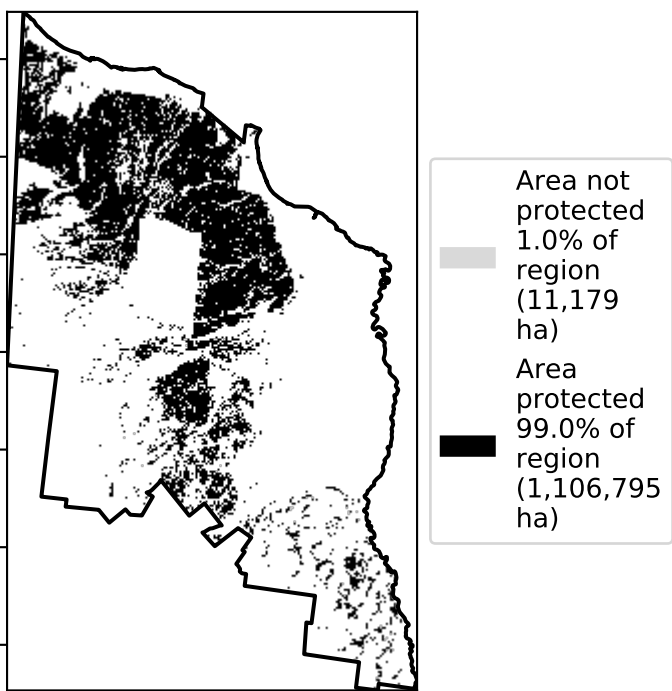 Area not
protected
1.0% of
region
(11,179
ha)
Area
protected
99.0% of
region
(1,106,795
ha)